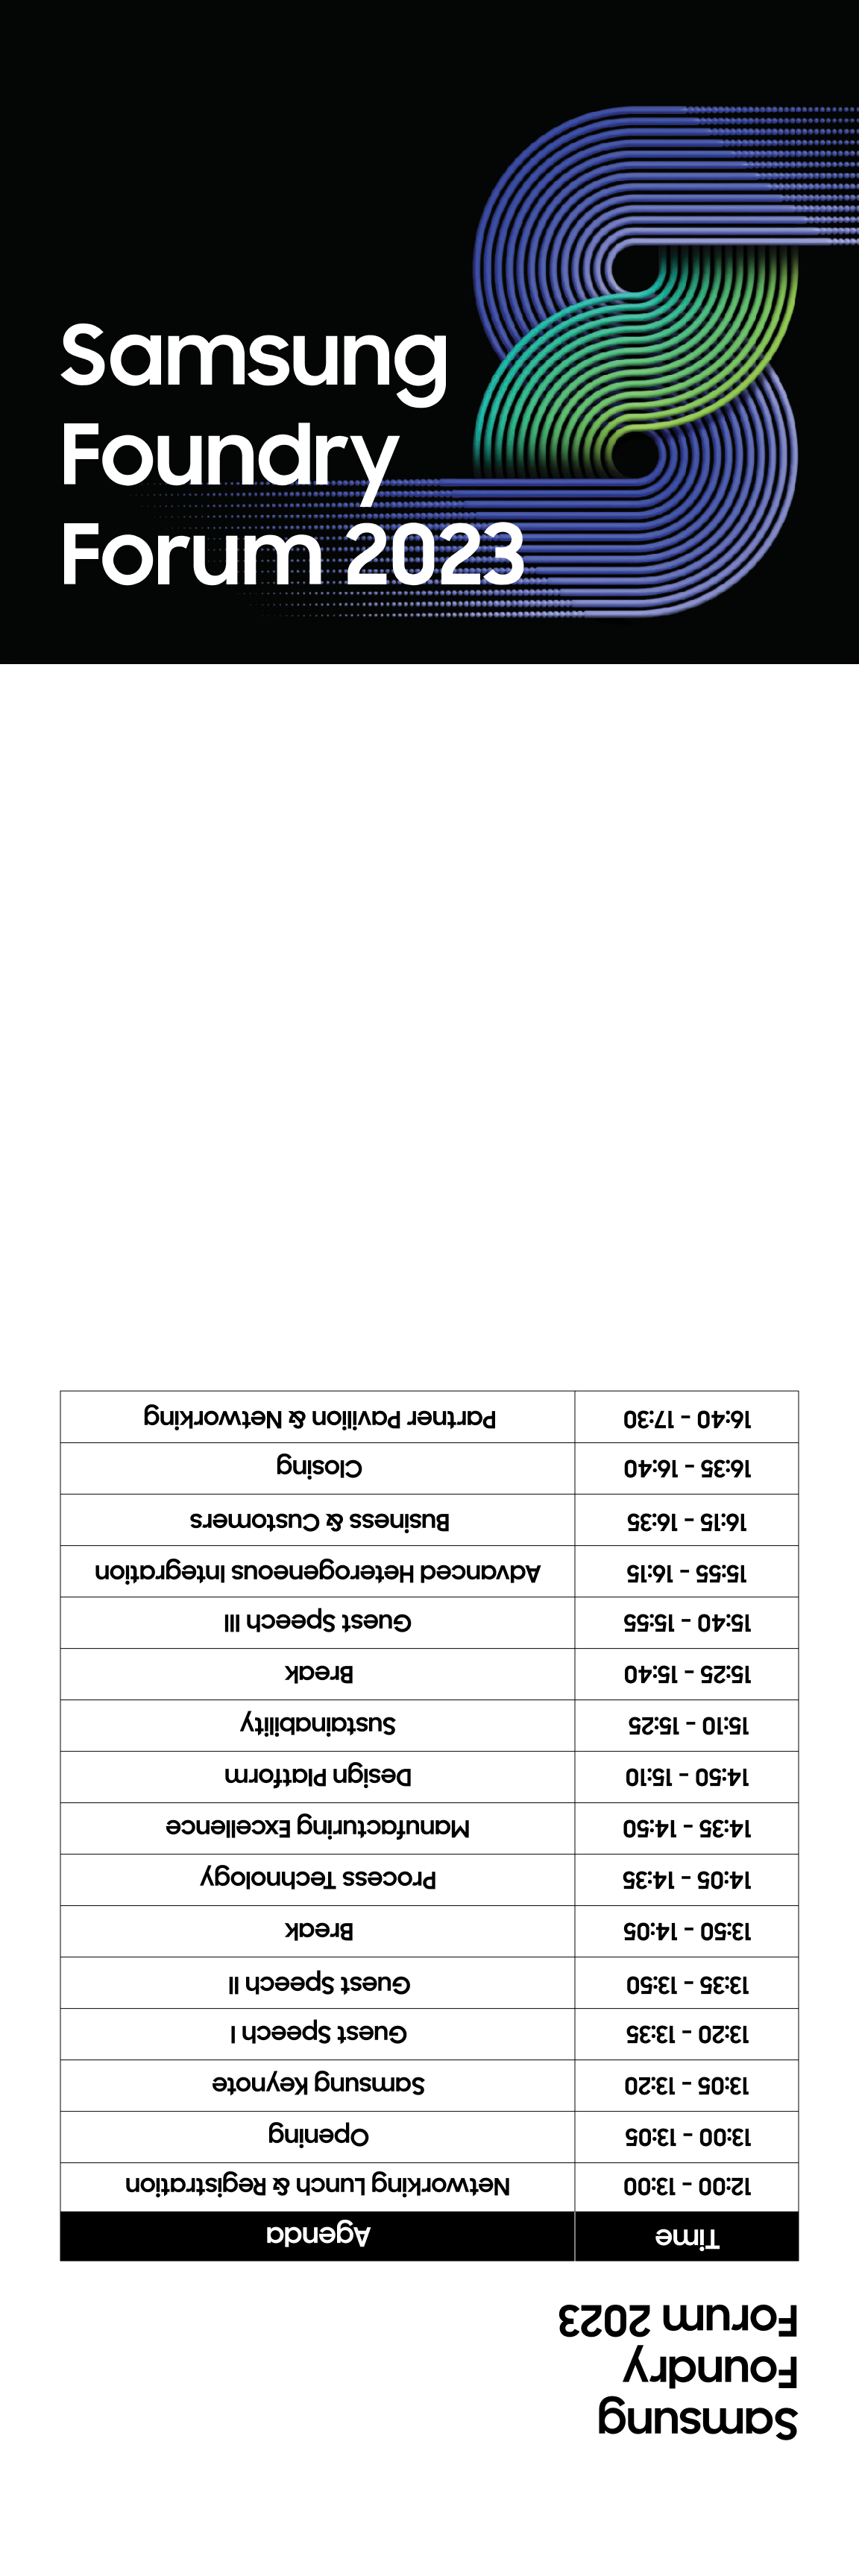 Samsung
Foundry
Forum 2023
Samsung
Foundry
Forum 2023
Time Agenda
12:00 - 13:00 Networking Lunch & Registration
13:00 - 13:05 Opening
13:05 - 13:20 Samsung Keynote
13:20 - 13:35 Guest Speech I
13:35 - 13:50 Guest Speech II
13:50 - 14:05 Break
14:05 - 14:35 Process Technology
14:35 - 14:50 Manufacturing Excellence
14:50 - 15:10 Design Platform
15:10 - 15:25 Sustainability
15:25 - 15:40 Break
15:40 - 15:55 Guest Speech III
15:55 - 16:15 Advanced Heterogeneous Integration
16:15 - 16:35 Business & Customers
16:35 - 16:40 Closing
16:40 - 17:30 Partner Pavilion & Networking